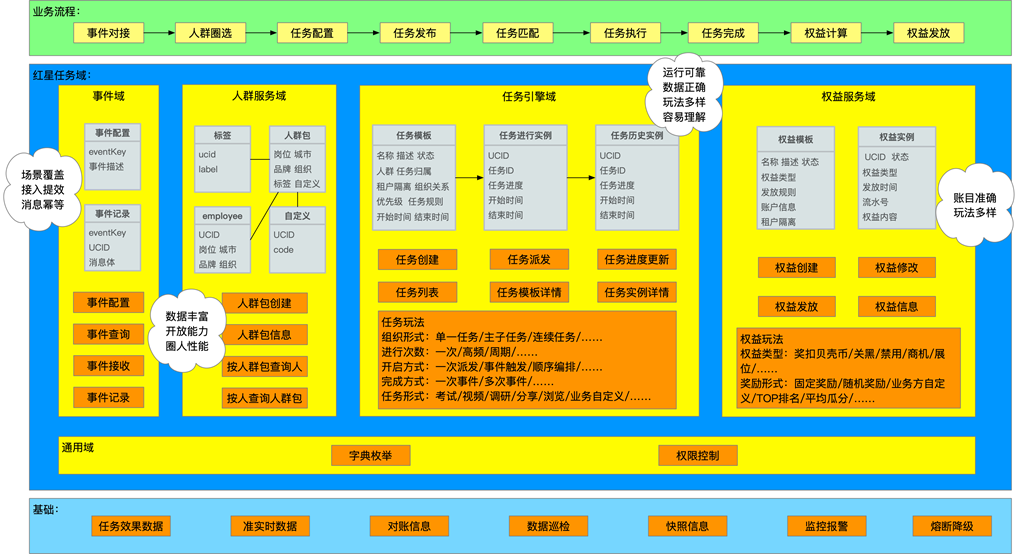 业务流程：
事件对接
人群圈选
任务配置
任务发布
任务匹配
任务执行
任务完成
权益计算
权益发放
红星任务域：
事件域
事件配置
eventKey
事件描述
事件记录
eventKey
UCID
消息体
事件配置
事件查询
事件接收
事件记录
场景覆盖
接入提效
消息幂等
人群服务域
标签
ucid
label
人群包
岗位 城市
品牌 组织
标签 自定义
employee
UCID
岗位 城市
品牌 组织
自定义
UCID
code
人群包创建
人群包信息
按人群包查询人
按人查询人群包
数据丰富
开放能力
圈人性能
任务引擎域
任务模板
名称 描述 状态
人群 任务归属
租户隔离 组织关系
优先级 任务规则
开始时间 结束时间
任务进行实例
UCID
任务ID
任务进度
开始时间
结束时间
任务历史实例
UCID
任务ID
任务进度
开始时间
结束时间
任务创建
任务派发
任务进度更新
任务列表
任务模板详情
任务实例详情
任务玩法
组织形式：单一任务/主子任务/连续任务/......
进行次数：一次/高频/周期/......
开启方式：一次派发/事件触发/顺序编排/......
完成方式：一次事件/多次事件/......
任务形式：考试/视频/调研/分享/浏览/业务自定义/......
运行可靠
数据正确
玩法多样
容易理解
权益服务域
权益模板
名称 描述 状态
权益类型
发放规则
账户信息
租户隔离
权益实例
UCID 状态
权益类型
发放时间
流水号
权益内容
权益创建
权益修改
权益发放
权益信息
权益玩法
权益类型：奖扣贝壳币/关黑/禁用/商机/展
位/......
奖励形式：固定奖励/随机奖励/业务方自定
义/TOP排名/平均瓜分/......
账目准确
玩法多样
通用域
字典枚举
权限控制
基础：
任务效果数据
准实时数据
对账信息
数据巡检
快照信息
监控报警
熔断降级